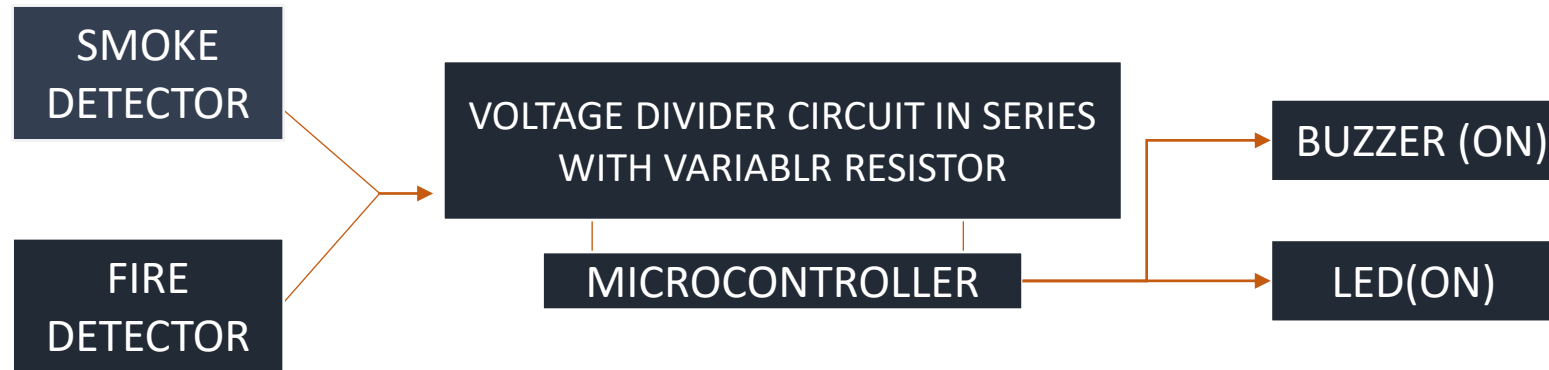 SMOKE
DETECTOR
VOLTAGE DIVIDER CIRCUIT IN SERIES
WITH VARIABLR RESISTOR
BUZZER (ON)
FIRE
DETECTOR
MICROCONTROLLER
LED(ON)